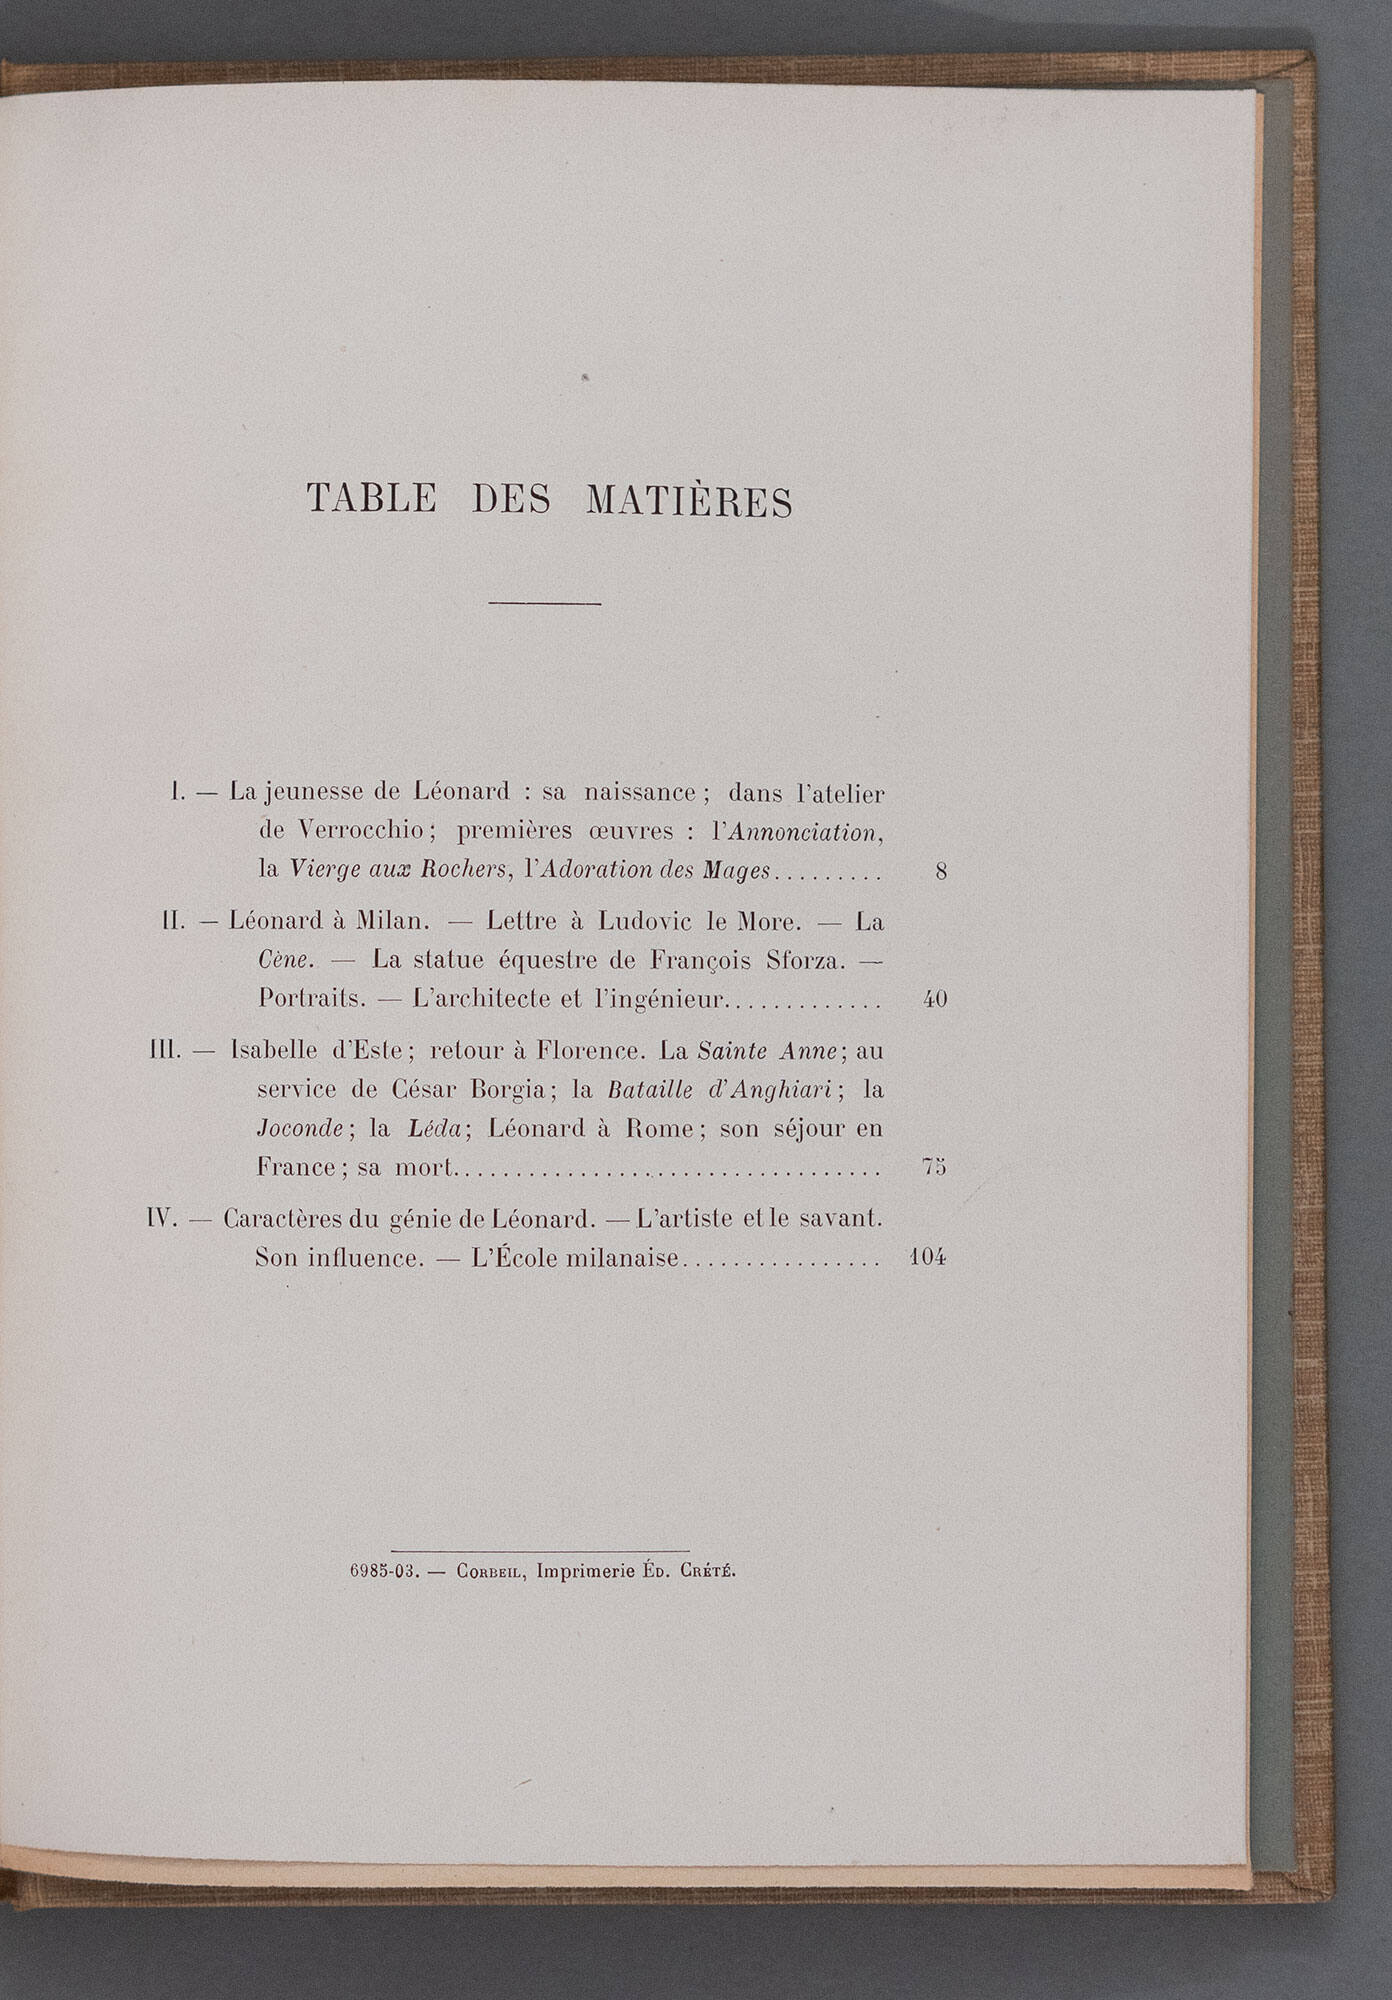 TABLE DES MATIÈRES
I. — La jeunesse de Léonard : sa naissance ; dans l'atelier
de Verrocchio ; premières œuvres : l'Annonciation,
la Vierge aux Rochers, l'Adoration des Mages......... 8
II. — Léonard à Milan. — Lettre à Ludovic le More. — La
Cène. — La statue équestre de François Sforza. —
Portraits. — L'architecte et l'ingénieur............. 40
III. — Isabelle d'Este ; retour à Florence. La Sainte Anne ; au
service de César Borgia ; la Bataille d'Anghiari ; la
Joconde ; la Léda ; Léonard à Rome ; son séjour en
France ; sa mort................................... 75
IV. — Caractères du génie de Léonard. — L'artiste et le savant.
Son influence. — L'École milanaise................ 104
6985-03. — Corbeil, Imprimerie Éd. Crété.